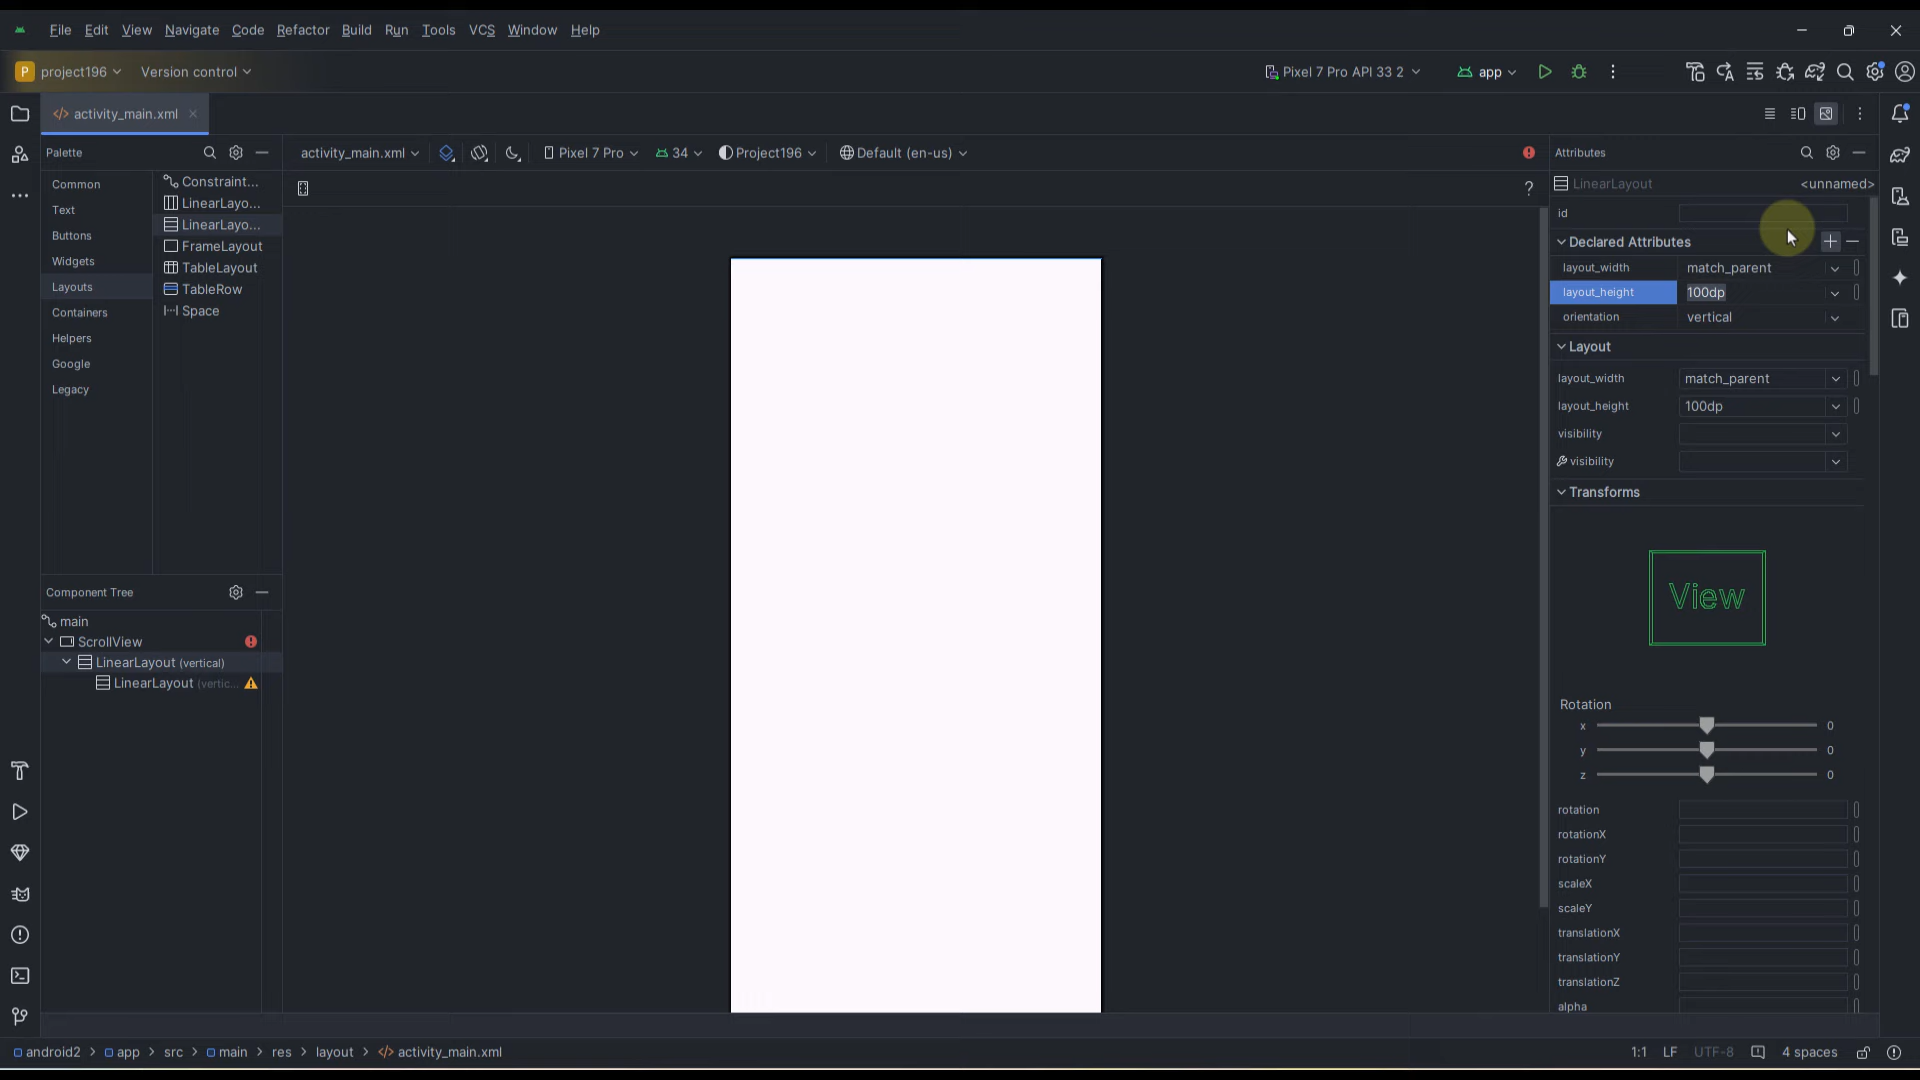 File Edit View Navigate Code Refactor Build Run Tools VCS Window Help
P project196 Version control Pixel 7 Pro API 33 2 app
activity_main.xml
Palette activity_main.xml Pixel 7 Pro 34 Project196 Default (en-us) Attributes
Common
Text
Buttons
Widgets
Layouts
Containers
Helpers
Google
Legacy
Constraint...
LinearLayo...
LinearLayo...
FrameLayout
TableLayout
TableRow
Space
?
Component Tree
main
ScrollView
LinearLayout (vertical)
LinearLayout (vertic...
LinearLayout <unnamed>
id
Declared Attributes
layout_width match_parent
layout_height 100dp
orientation vertical
Layout
layout_width match_parent
layout_height 100dp
visibility
visibility
Transforms
View
Rotation
x 0
y 0
z 0
rotation
rotationX
rotationY
scaleX
scaleY
translationX
translationY
translationZ
alpha
android2 > app > src > main > res > layout > activity_main.xml 1:1 LF UTF-8 4 spaces